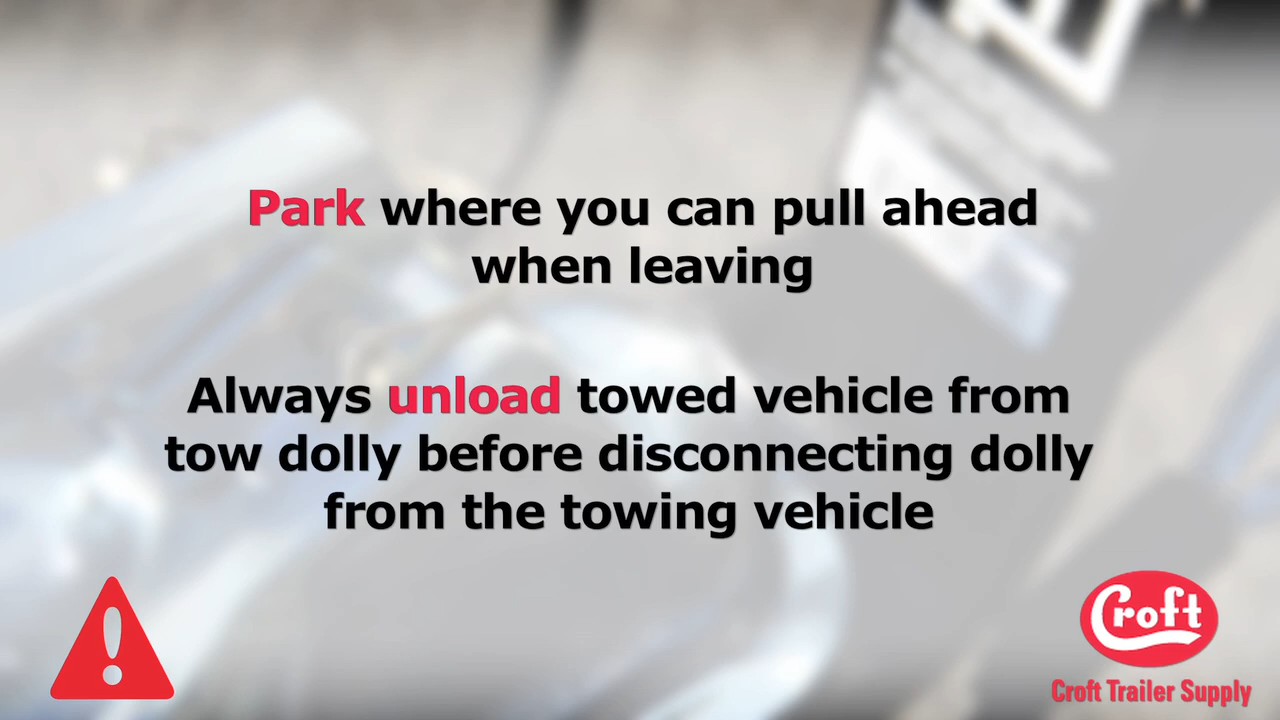 Park where you can pull ahead
when leaving
Always unload towed vehicle from
tow dolly before disconnecting dolly
from the towing vehicle
Croft
Croft Trailer Supply